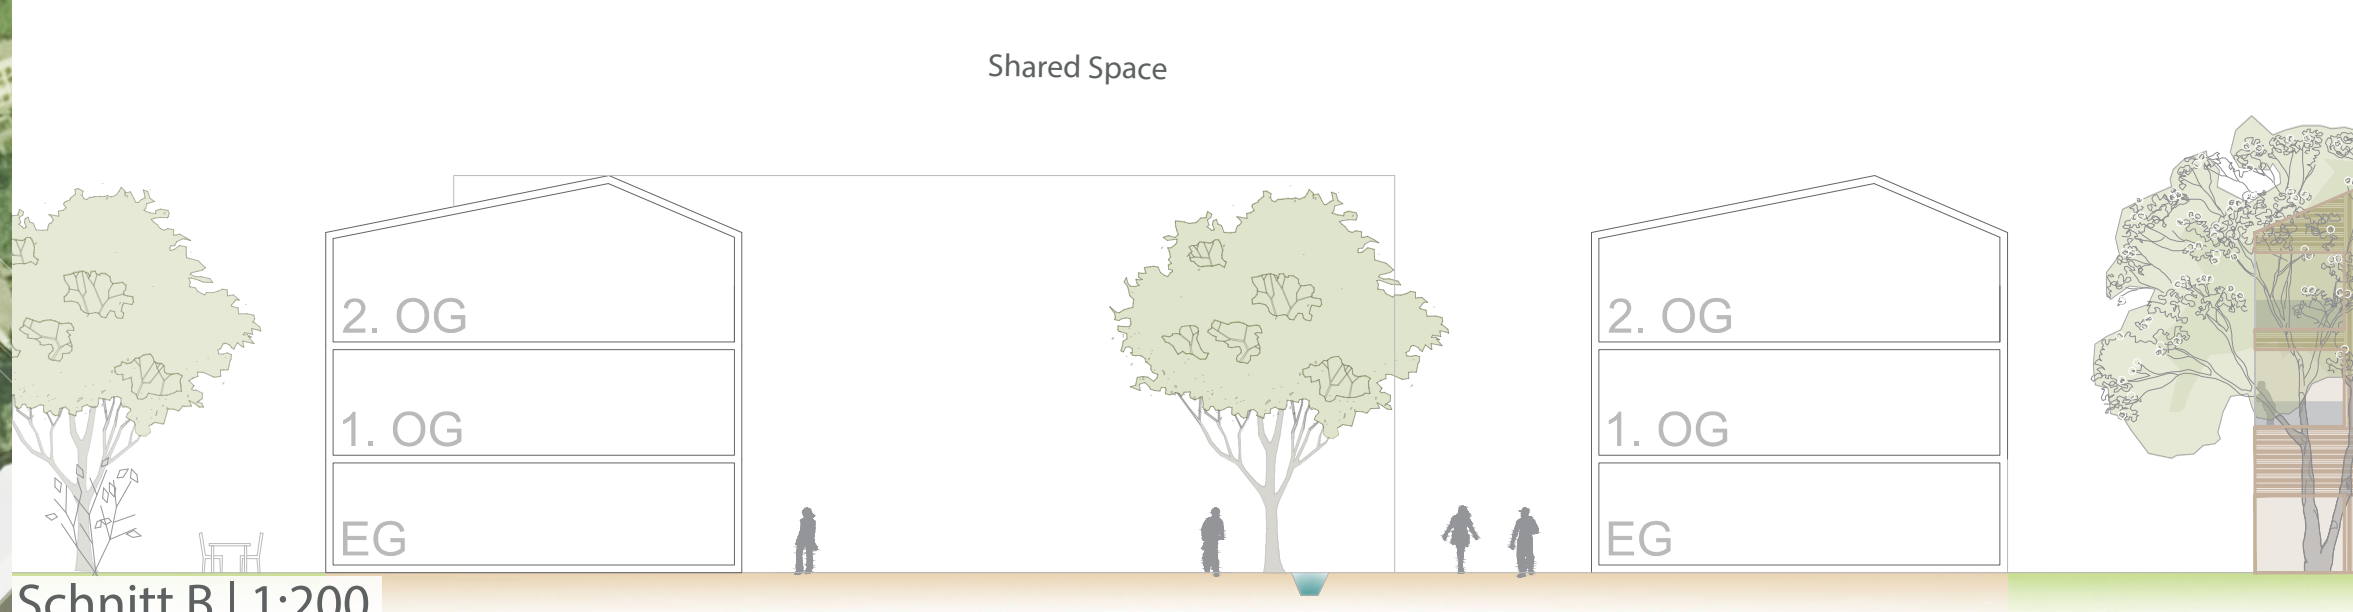 Shared Space
2. OG
2. OG
1. OG
1. OG
EG
EG
Schnitt B | 1:200